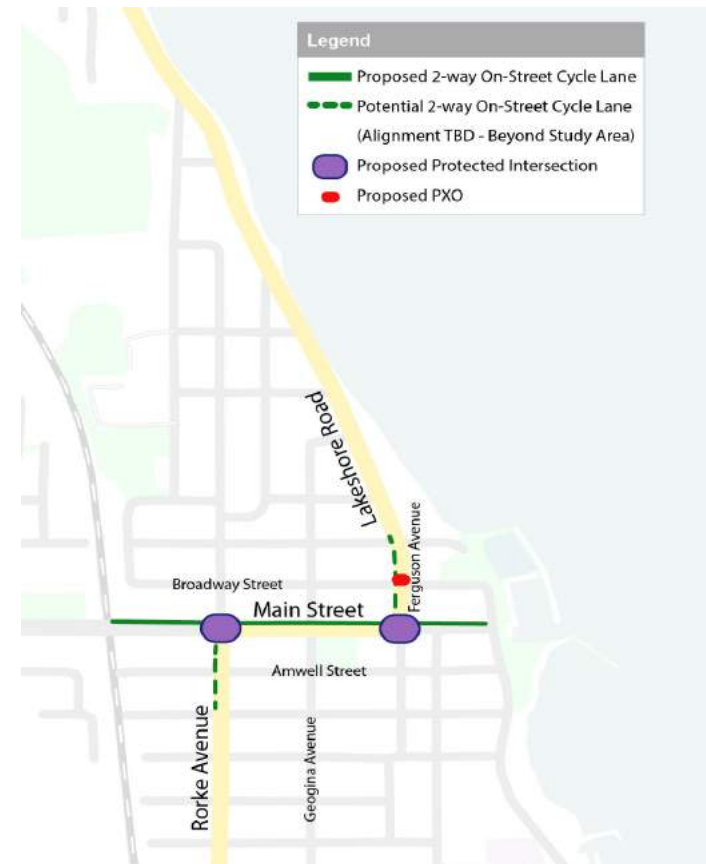 Legend
Proposed 2-way On-Street Cycle Lane
Potential 2-way On-Street Cycle Lane
(Alignment TBD - Beyond Study Area)
Proposed Protected Intersection
Proposed PXO
Lakeshore Road
Ferguson Avenue
Broadway Street
Main Street
Amwell Street
Rorke Avenue
Geogina Avenue